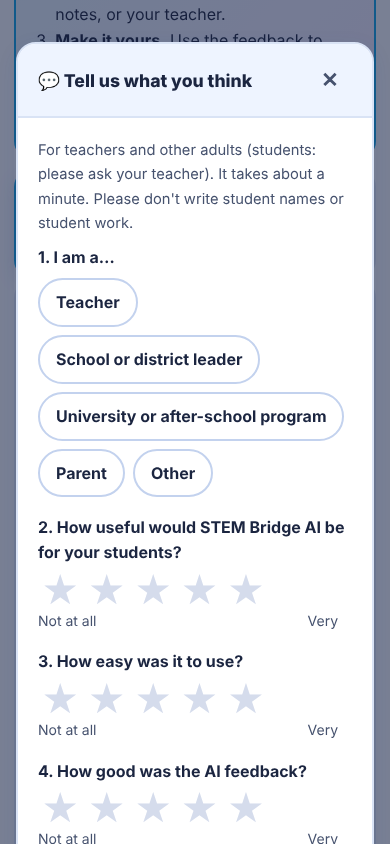 notes, or your teacher.
3. Make it yours. Use the feedback to
💬 Tell us what you think ✕
For teachers and other adults (students:
please ask your teacher). It takes about a
minute. Please don't write student names or
student work.
1. I am a...
Teacher
School or district leader
University or after-school program
Parent Other
2. How useful would STEM Bridge AI be
for your students?
★ ★ ★ ★ ★
Not at all Very
3. How easy was it to use?
★ ★ ★ ★ ★
Not at all Very
4. How good was the AI feedback?
★ ★ ★ ★ ★
Not at all Very